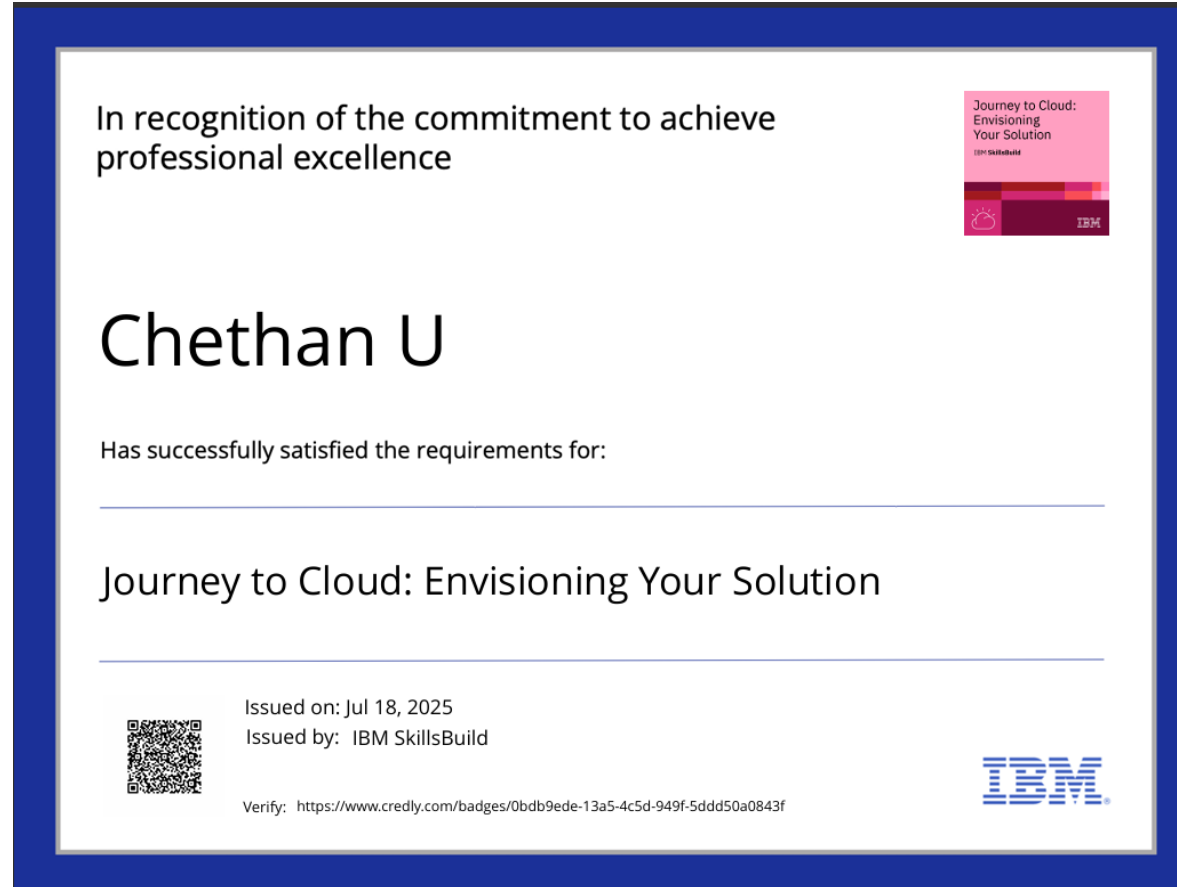 In recognition of the commitment to achieve
professional excellence
Journey to Cloud:
Envisioning
Your Solution
IBM SkillsBuild
IBM
Chethan U
Has successfully satisfied the requirements for:
Journey to Cloud: Envisioning Your Solution
Issued on: Jul 18, 2025
Issued by: IBM SkillsBuild
Verify: https://www.credly.com/badges/0bdb9ede-13a5-4c5d-949f-5ddd50a0843f
IBM®